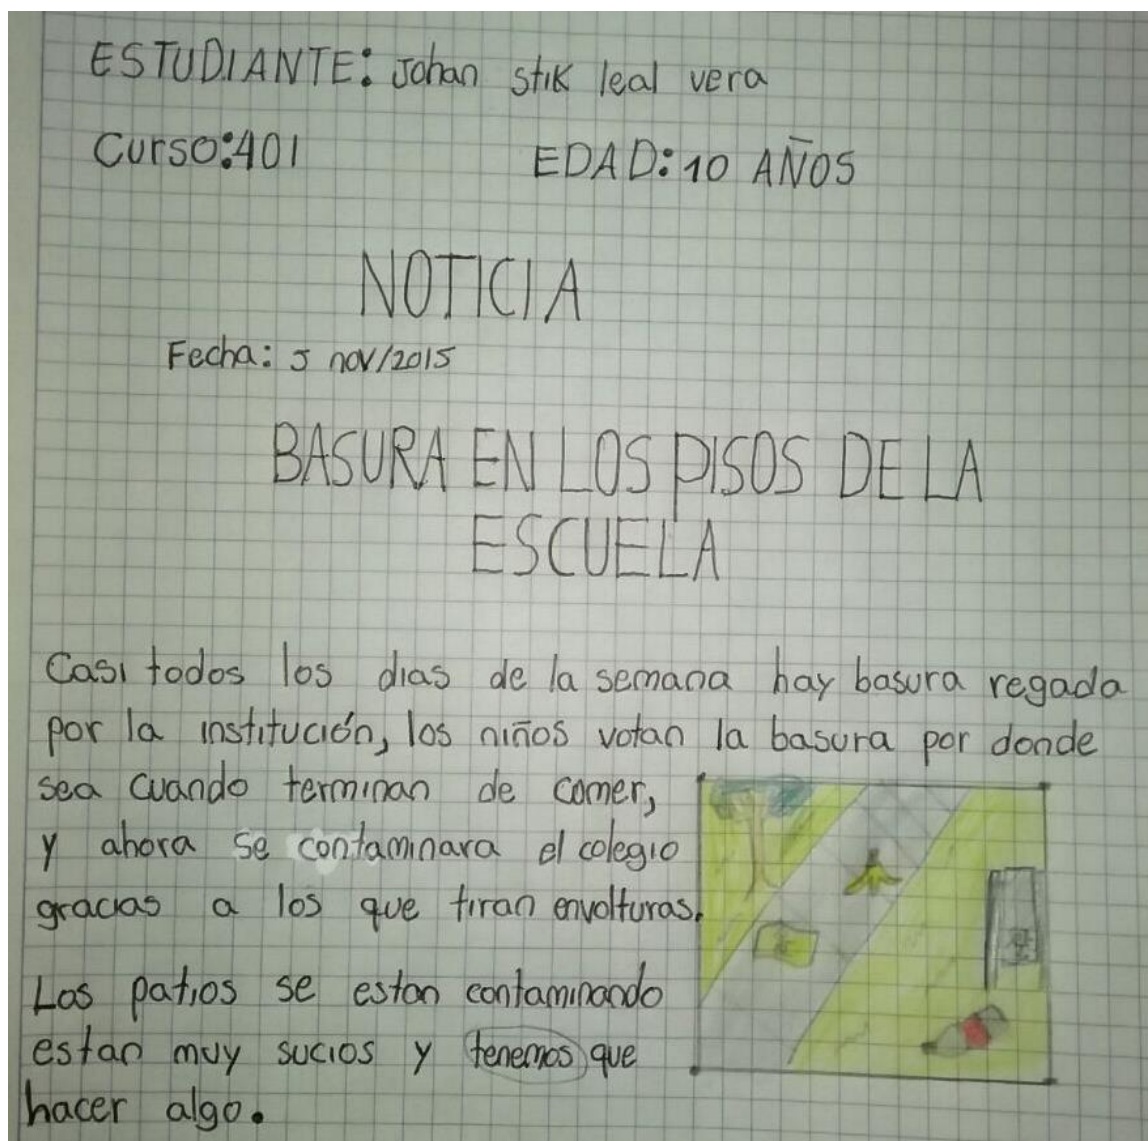 ESTUDIANTE: Johan stik leal vera
Curso:401 EDAD: 10 AÑOS
NOTICIA
Fecha: 5 nov/2015
BASURA EN LOS PISOS DE LA
ESCUELA
Casi todos los dias de la semana hay basura regada
por la institución, los niños votan la basura por donde
sea cuando terminan de comer,
y ahora se contaminara el colegio
gracias a los que tiran envolturas.
Los patios se estan contaminando
estan muy sucios y tenemos que
hacer algo.